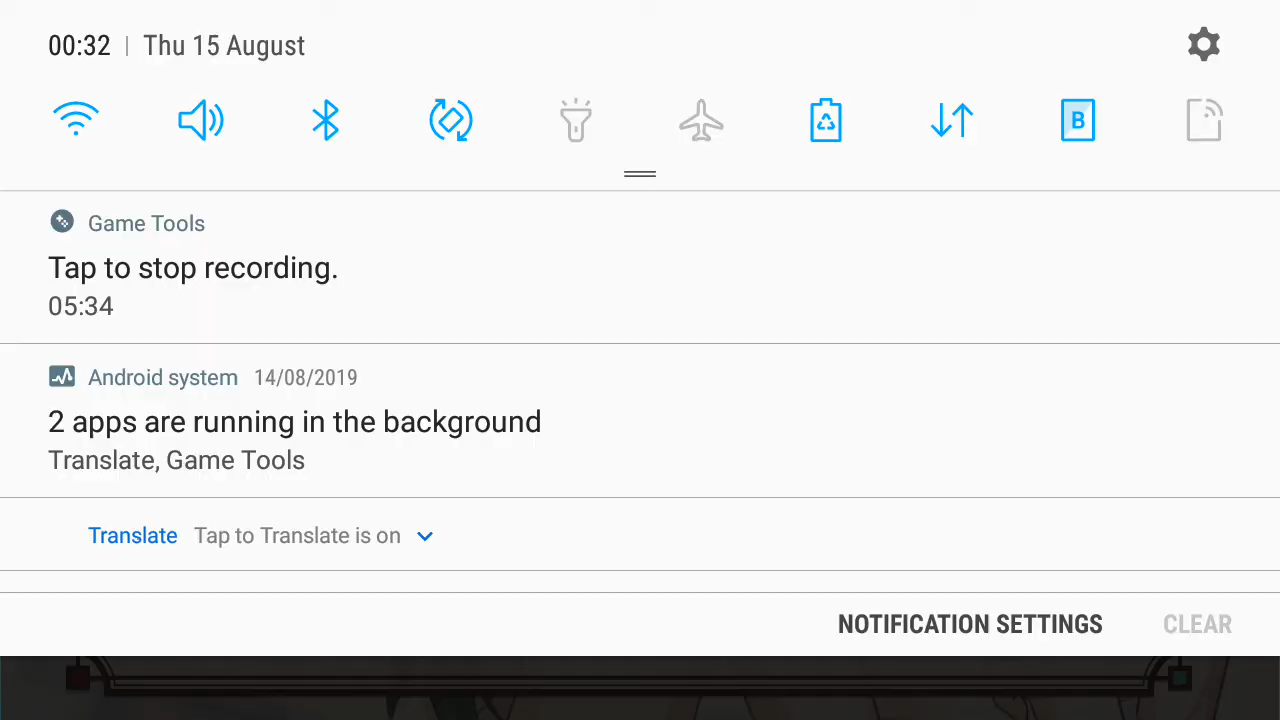 00:32 | Thu 15 August
B
Game Tools
Tap to stop recording.
05:34
Android system 14/08/2019
2 apps are running in the background
Translate, Game Tools
Translate Tap to Translate is on
NOTIFICATION SETTINGS CLEAR